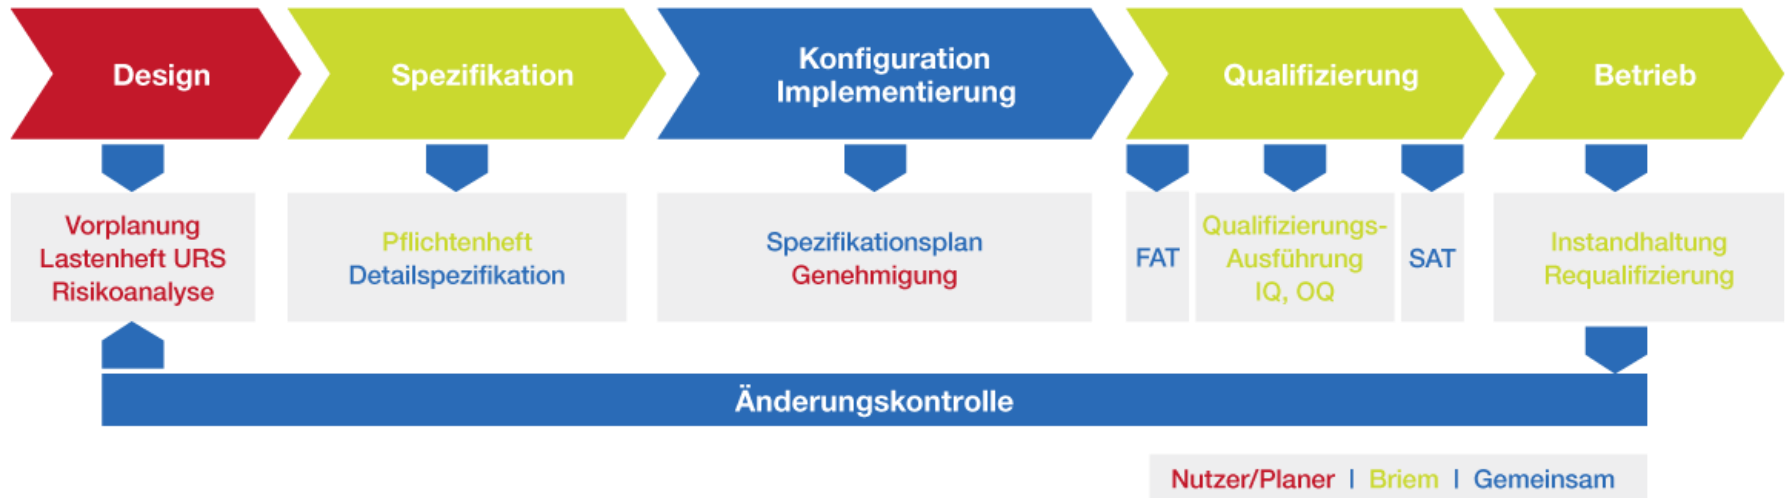 Design
Spezifikation
Konfiguration
Implementierung
Qualifizierung
Betrieb
Vorplanung
Lastenheft URS
Risikoanalyse
Pflichtenheft
Detailspezifikation
Spezifikationsplan
Genehmigung
FAT
Qualifizierungs-
Ausführung
IQ, OQ
SAT
Instandhaltung
Requalifizierung
Änderungskontrolle
Nutzer/Planer | Briem | Gemeinsam